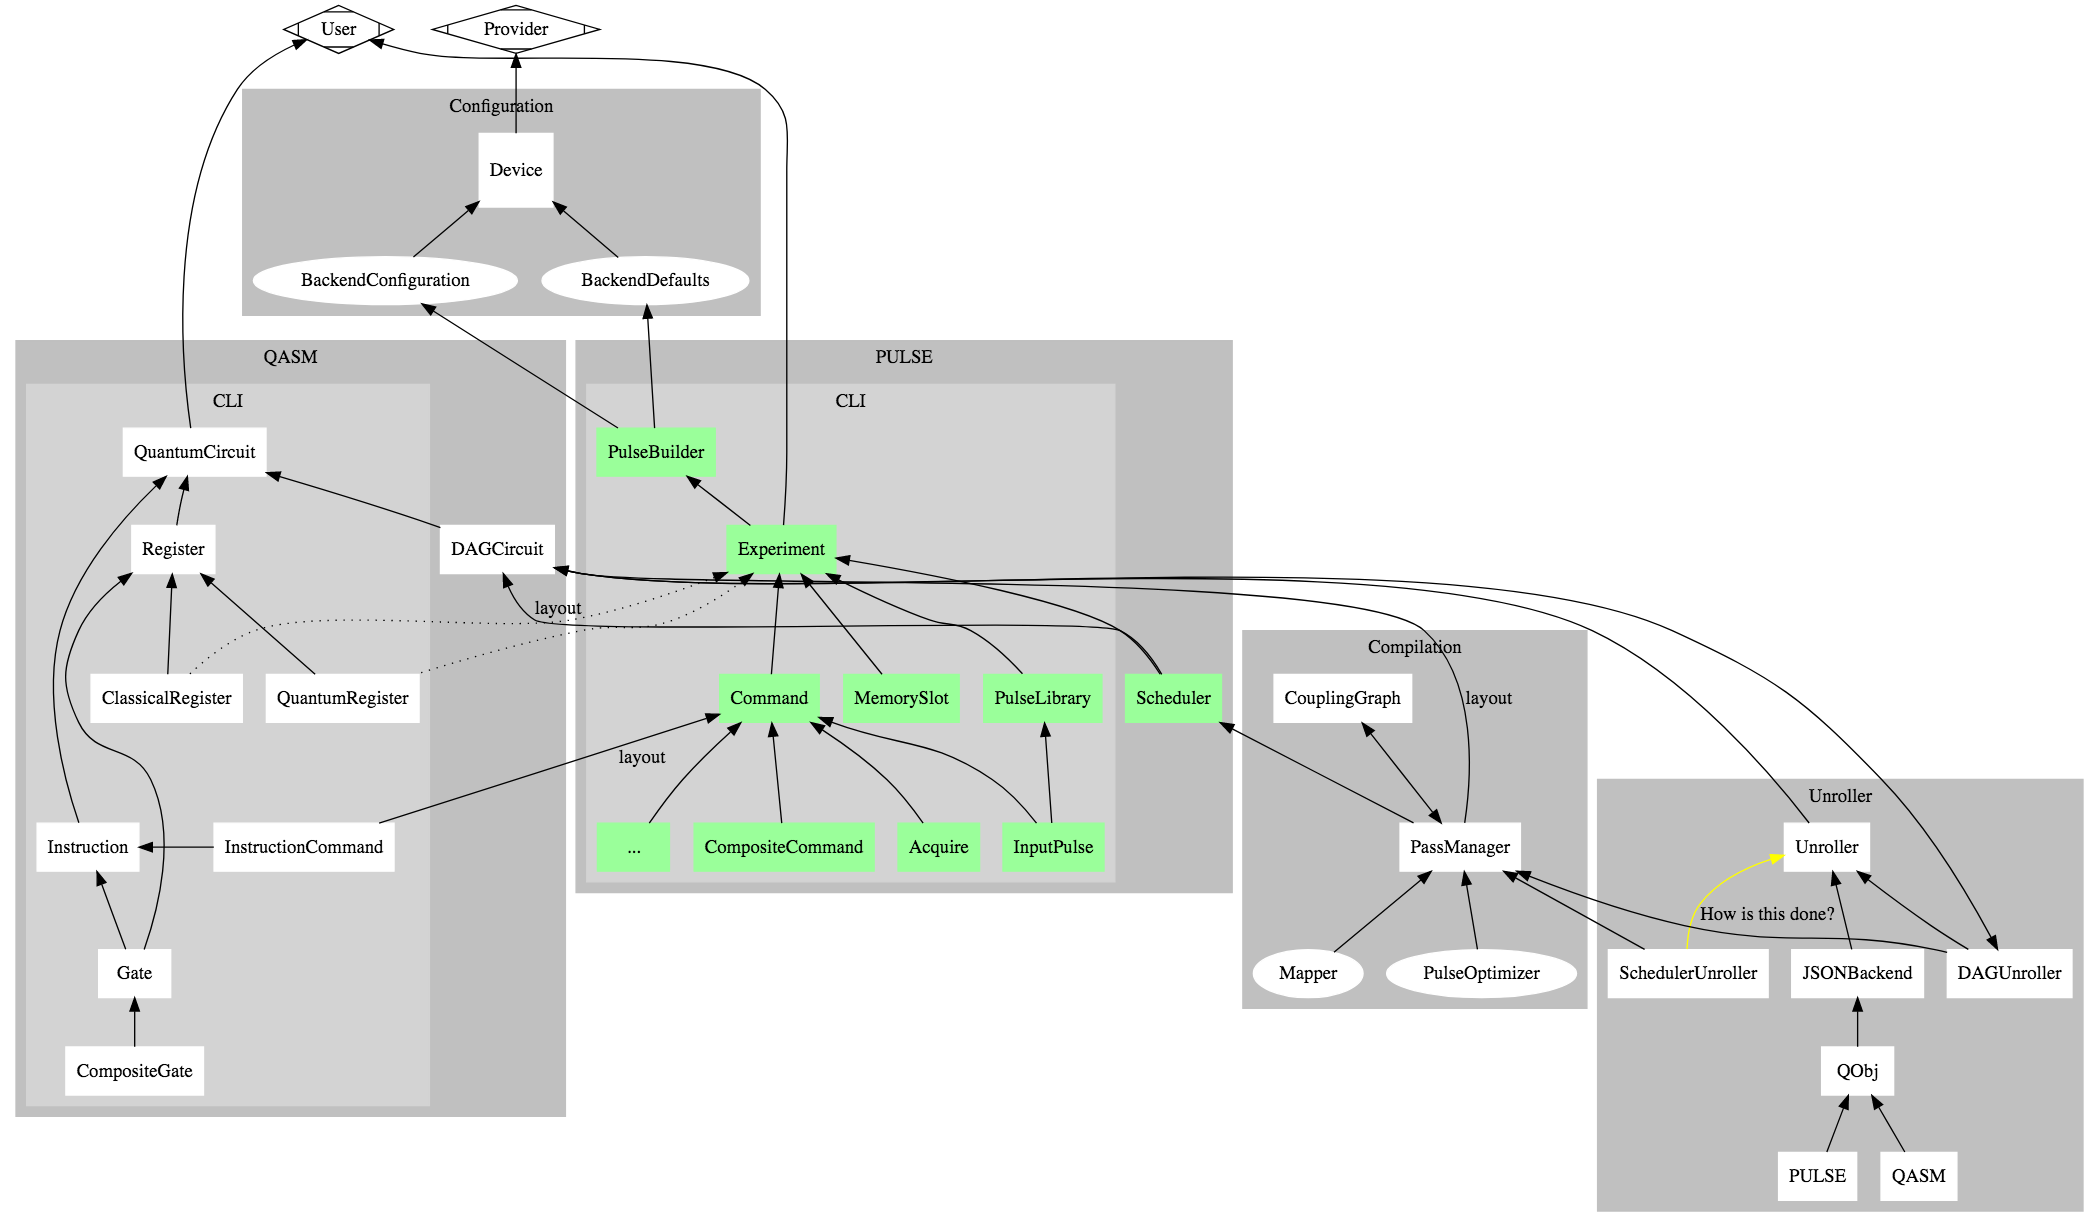 User
Provider
Configuration
Device
BackendConfiguration
BackendDefaults
QASM
PULSE
CLI
CLI
QuantumCircuit
PulseBuilder
Register
DAGCircuit
Experiment
layout
Compilation
ClassicalRegister
QuantumRegister
Command
MemorySlot
PulseLibrary
Scheduler
CouplingGraph
layout
layout
Unroller
Instruction
InstructionCommand
...
CompositeCommand
Acquire
InputPulse
PassManager
Unroller
How is this done?
Gate
Mapper
PulseOptimizer
SchedulerUnroller
JSONBackend
DAGUnroller
CompositeGate
QObj
PULSE
QASM